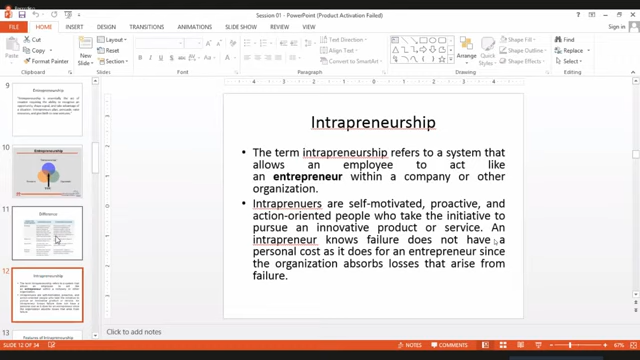 Session 01 - PowerPoint (Product Activation Failed)
FILE HOME INSERT DESIGN TRANSITIONS ANIMATIONS SLIDE SHOW REVIEW VIEW Sign in
Paste
Cut
Copy
Format Painter
Clipboard
New Slide
Layout
Reset
Section
Slides
Font
Text Direction
Align Text
Convert to SmartArt
Paragraph
Arrange
Quick Styles
Shape Fill
Shape Outline
Shape Effects
Drawing
Find
Replace
Select
Editing
9
Entrepreneurship
10
Entrepreneurship
11
Difference
12
Intrapreneurship
13
Features of Entrepreneurship
Intrapreneurship
• The term intrapreneurship refers to a system that
allows an employee to act like
an entrepreneur within a company or other
organization.
• Intraprenuers are self-motivated, proactive, and
action-oriented people who take the initiative to
pursue an innovative product or service. An
intrapreneur knows failure does not have a
personal cost as it does for an entrepreneur since
the organization absorbs losses that arise from
failure.
Click to add notes
SLIDE 12 OF 34 NOTES COMMENTS 67%